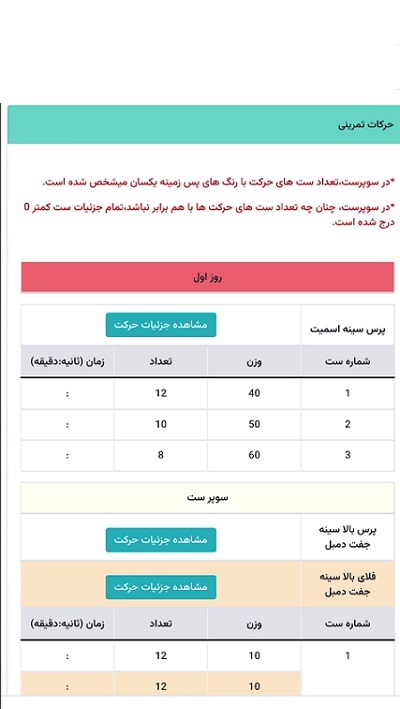 حرکات تمرینی
*در سوپرست،تعداد ست های حرکت با رنگ های پس زمینه یکسان میشخص شده است.
*در سوپرست، چنان چه تعداد ست های حرکت ها با هم برابر نباشد،تمام جزئیات ست کمتر 0
درج شده است.
روز اول
پرس سینه اسمیت مشاهده جزئیات حرکت
شماره ست وزن تعداد زمان (ثانیه:دقیقه)
1 40 12 :
2 50 10 :
3 60 8 :
سوپر ست
پرس بالا سینه
جفت دمبل مشاهده جزئیات حرکت
فلای بالا سینه
جفت دمبل مشاهده جزئیات حرکت
شماره ست وزن تعداد زمان (ثانیه:دقیقه)
1 10 12 :
10 12 :